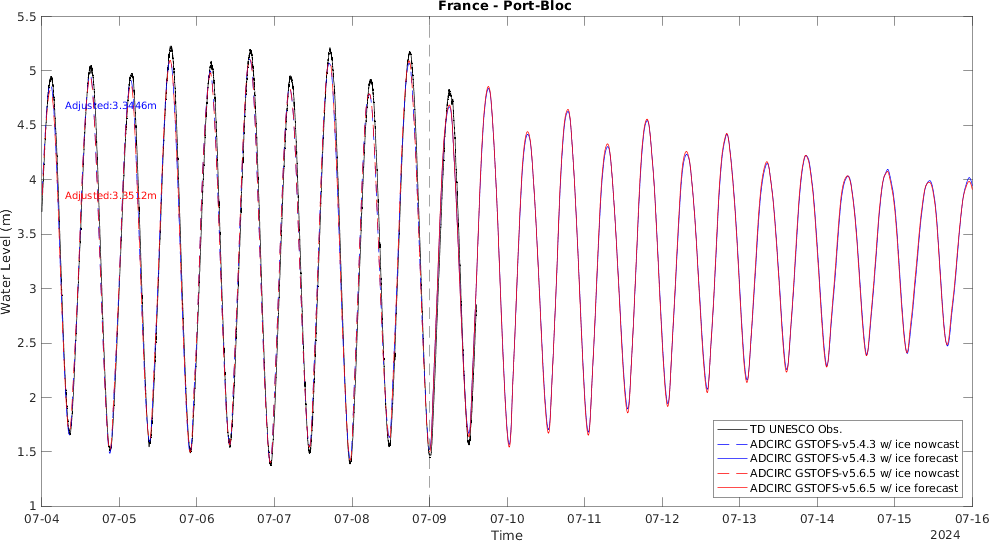 France - Port-Bloc
5.5
5
4.5
4
3.5
3
2.5
2
1.5
1
Water Level (m)
Adjusted:3.3446m
Adjusted:3.3512m
TD UNESCO Obs.
ADCIRC GSTOFS-v5.4.3 w/ ice nowcast
ADCIRC GSTOFS-v5.4.3 w/ ice forecast
ADCIRC GSTOFS-v5.6.5 w/ ice nowcast
ADCIRC GSTOFS-v5.6.5 w/ ice forecast
07-04 07-05 07-06 07-07 07-08 07-09 07-10 07-11 07-12 07-13 07-14 07-15 07-16
Time
2024